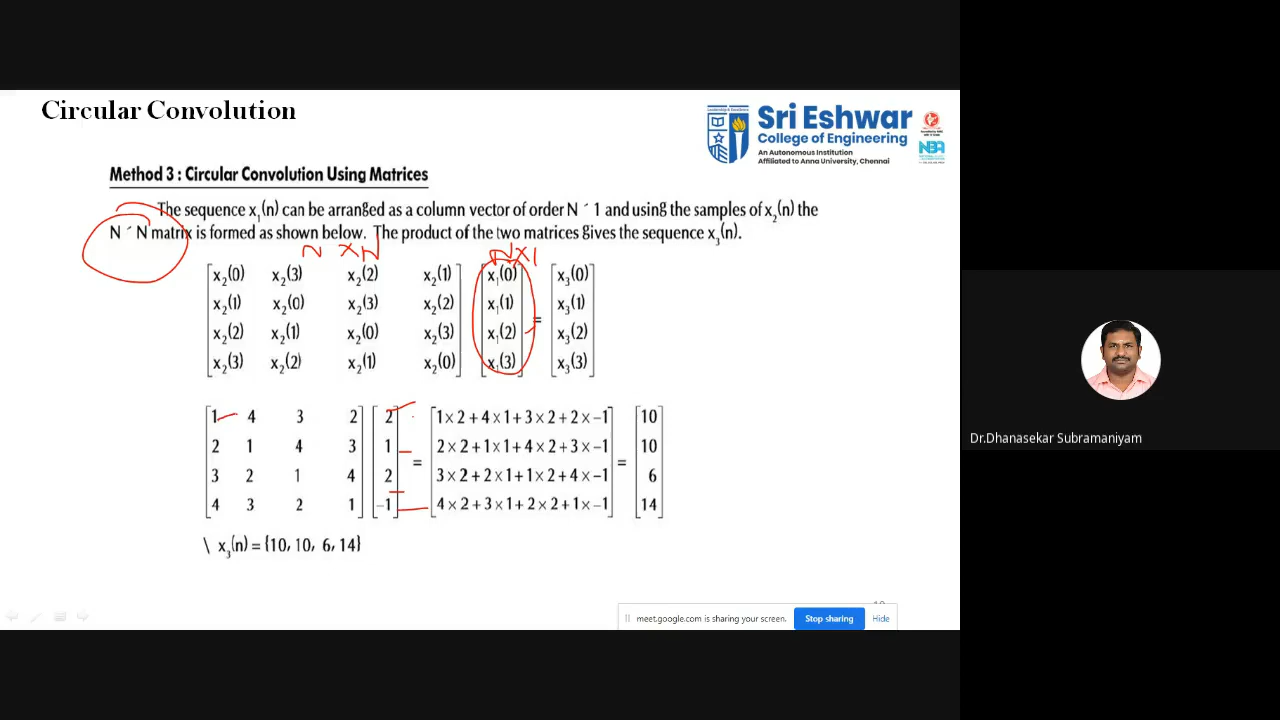 Circular Convolution
Sri Eshwar
College of Engineering
An Autonomous Institution
Affiliated to Anna University, Chennai
NBA
Method 3 : Circular Convolution Using Matrices
The sequence x₁(n) can be arranged as a column vector of order N ´ 1 and using the samples of x₂(n) the
N ´ N matrix is formed as shown below. The product of the two matrices gives the sequence x₃(n).
N x N N x 1
x₂(0) x₂(3) x₂(2) x₂(1) x₁(0) x₃(0)
x₂(1) x₂(0) x₂(3) x₂(2) x₁(1) = x₃(1)
x₂(2) x₂(1) x₂(0) x₂(3) x₁(2) x₃(2)
x₂(3) x₂(2) x₂(1) x₂(0) x₁(3) x₃(3)
1 4 3 2 2 1 × 2 + 4 × 1 + 3 × 2 + 2 × −1 10
2 1 4 3 1 = 2 × 2 + 1 × 1 + 4 × 2 + 3 × −1 = 10
3 2 1 4 2 3 × 2 + 2 × 1 + 1 × 2 + 4 × −1 6
4 3 2 1 −1 4 × 2 + 3 × 1 + 2 × 2 + 1 × −1 14
\ x₃(n) = {10, 10, 6, 14}
meet.google.com is sharing your screen. Stop sharing Hide
Dr.Dhanasekar Subramaniyam